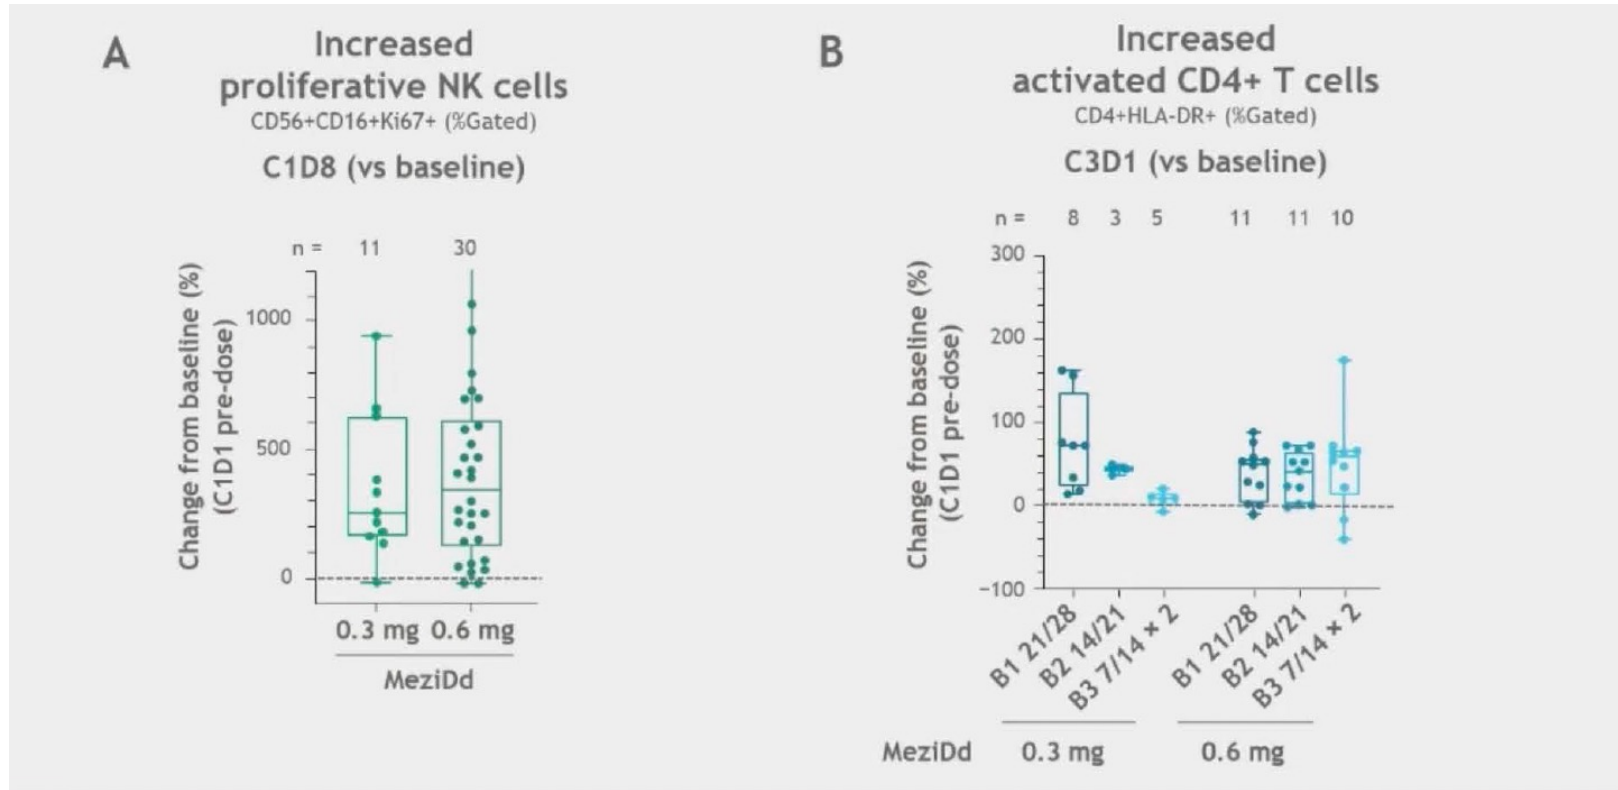 A
Increased
proliferative NK cells
CD56+CD16+Ki67+ (%Gated)
C1D8 (vs baseline)
n = 11 30
Change from baseline (%)
(C1D1 pre-dose)
1000
500
0
0.3 mg 0.6 mg
MeziDd
B
Increased
activated CD4+ T cells
CD4+HLA-DR+ (%Gated)
C3D1 (vs baseline)
n = 8 3 5 11 11 10
Change from baseline (%)
(C1D1 pre-dose)
300
200
100
0
−100
B1 21/28
B2 14/21
B3 7/14 × 2
B1 21/28
B2 14/21
B3 7/14 × 2
MeziDd 0.3 mg 0.6 mg